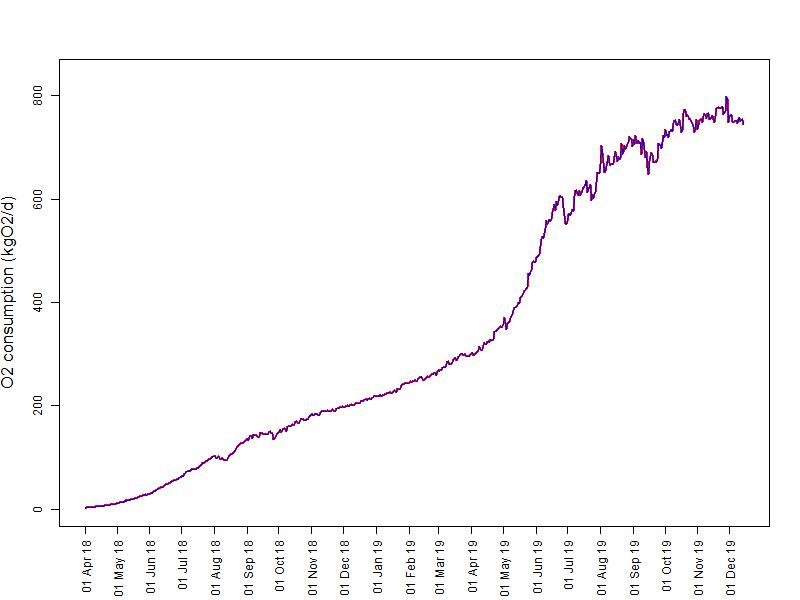 O2 consumption (kgO2/d)
800
600
400
200
0
01 Apr 18
01 May 18
01 Jun 18
01 Jul 18
01 Aug 18
01 Sep 18
01 Oct 18
01 Nov 18
01 Dec 18
01 Jan 19
01 Feb 19
01 Mar 19
01 Apr 19
01 May 19
01 Jun 19
01 Jul 19
01 Aug 19
01 Sep 19
01 Oct 19
01 Nov 19
01 Dec 19